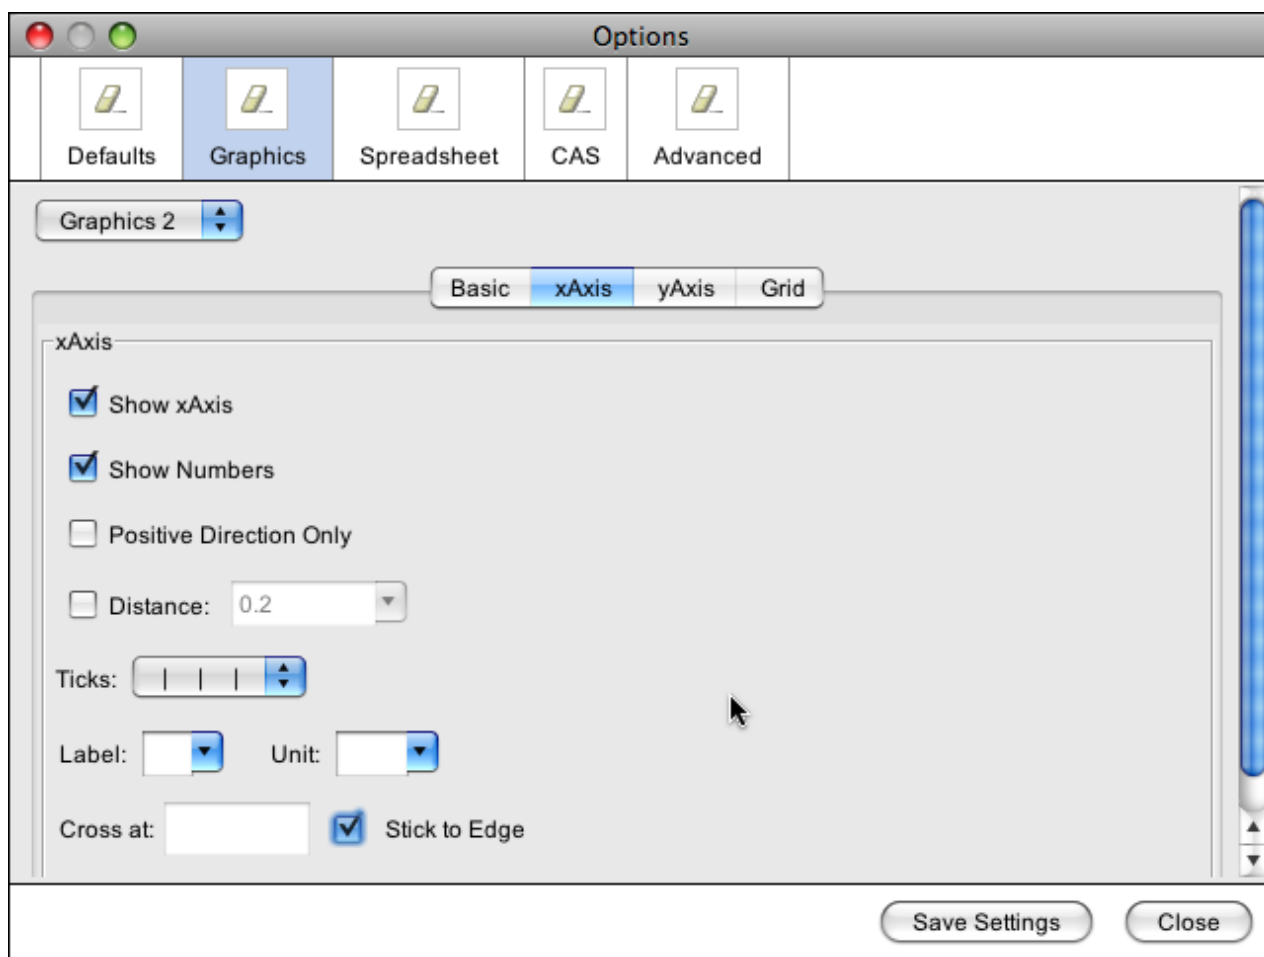 Options
Defaults Graphics Spreadsheet CAS Advanced
Graphics 2
Basic xAxis yAxis Grid
xAxis
Show xAxis
Show Numbers
Positive Direction Only
Distance: 0.2
Ticks: | | |
Label: Unit:
Cross at: Stick to Edge
Save Settings Close